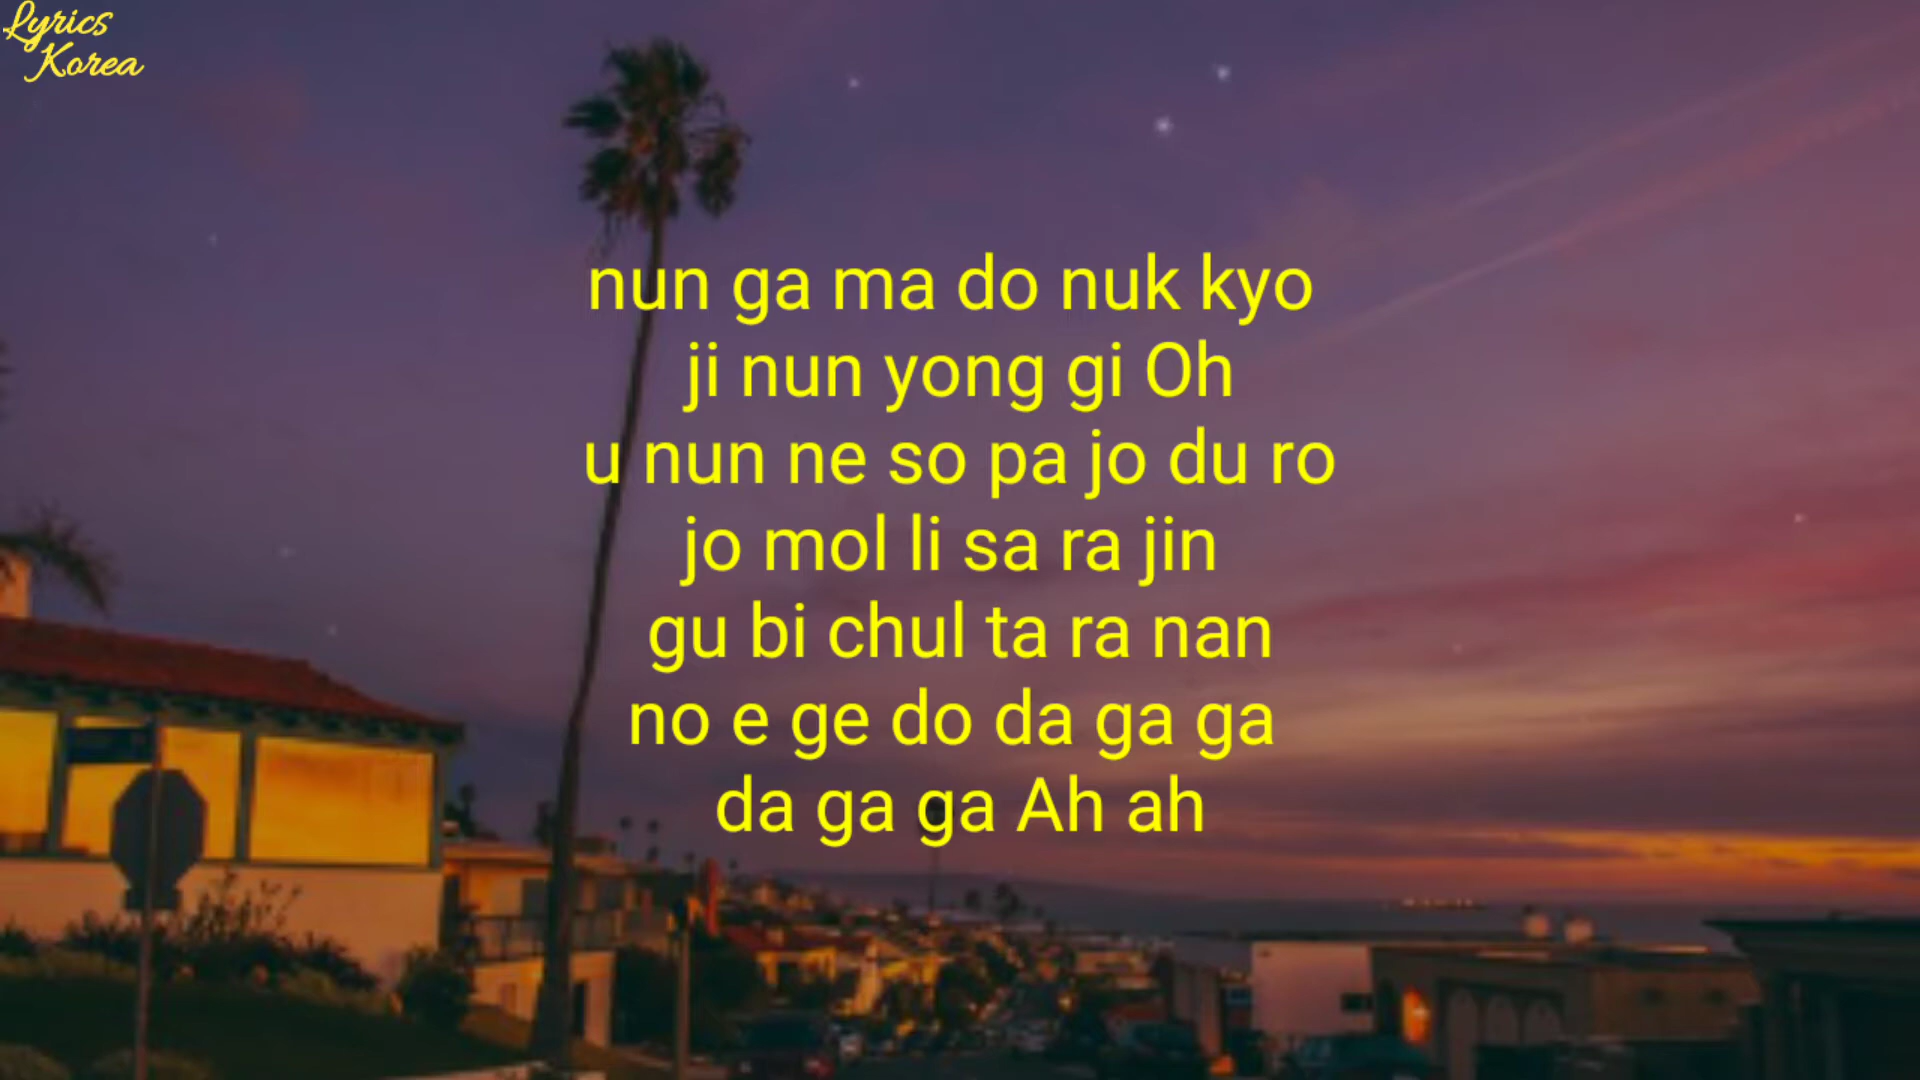 Lyrics
Korea
nun ga ma do nuk kyo
ji nun yong gi Oh
u nun ne so pa jo du ro
jo mol li sa ra jin
gu bi chul ta ra nan
no e ge do da ga ga
da ga ga Ah ah